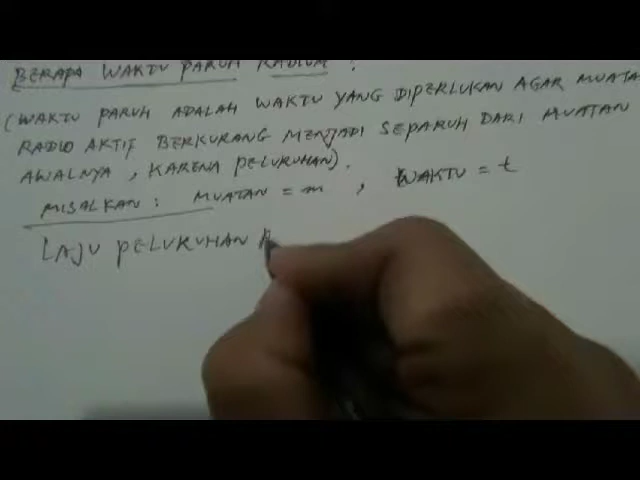 BERAPA WAKTU PARUH RADIUM ?
(WAKTU PARUH ADALAH WAKTU YANG DIPERLUKAN AGAR MUATAN
RADIO AKTIF BERKURANG MENJADI SEPARUH DARI MUATAN
AWALNYA, KARENA PELURUHAN).
MISALKAN : MUATAN = m , WAKTU = t
LAJU PELURUHAN